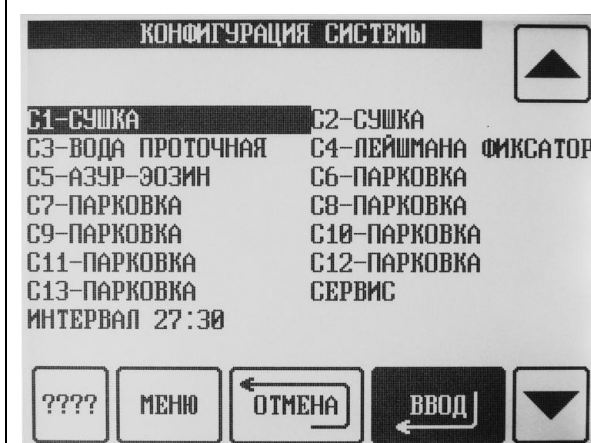 КОНФИГУРАЦИЯ СИСТЕМЫ
С1-СУШКА С2-СУШКА
С3-ВОДА ПРОТОЧНАЯ С4-ЛЕЙШМАНА ФИКСАТОР
С5-АЗУР-ЭОЗИН С6-ПАРКОВКА
С7-ПАРКОВКА С8-ПАРКОВКА
С9-ПАРКОВКА С10-ПАРКОВКА
С11-ПАРКОВКА С12-ПАРКОВКА
С13-ПАРКОВКА СЕРВИС
ИНТЕРВАЛ 27:30
???? МЕНЮ ОТМЕНА ВВОД